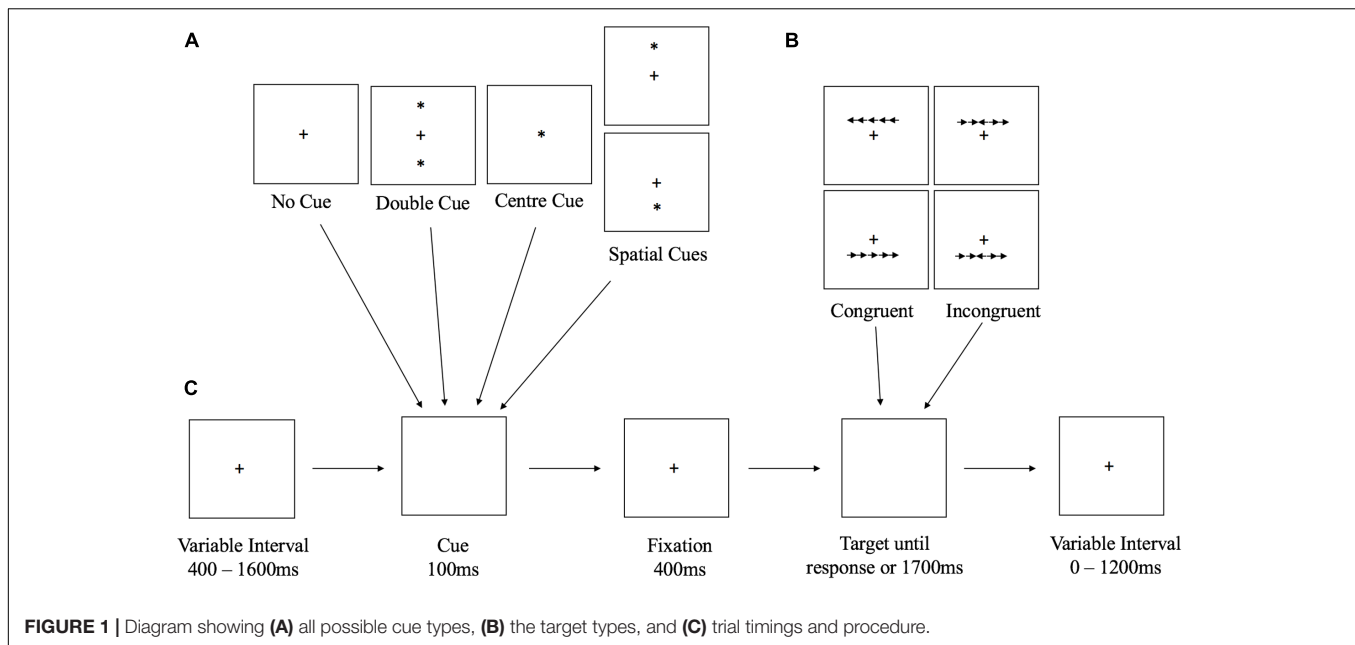 A
B
No Cue
Double Cue
Centre Cue
Spatial Cues
Congruent
Incongruent
C
Variable Interval
400 – 1600ms
Cue
100ms
Fixation
400ms
Target until
response or 1700ms
Variable Interval
0 – 1200ms
FIGURE 1 | Diagram showing (A) all possible cue types, (B) the target types, and (C) trial timings and procedure.